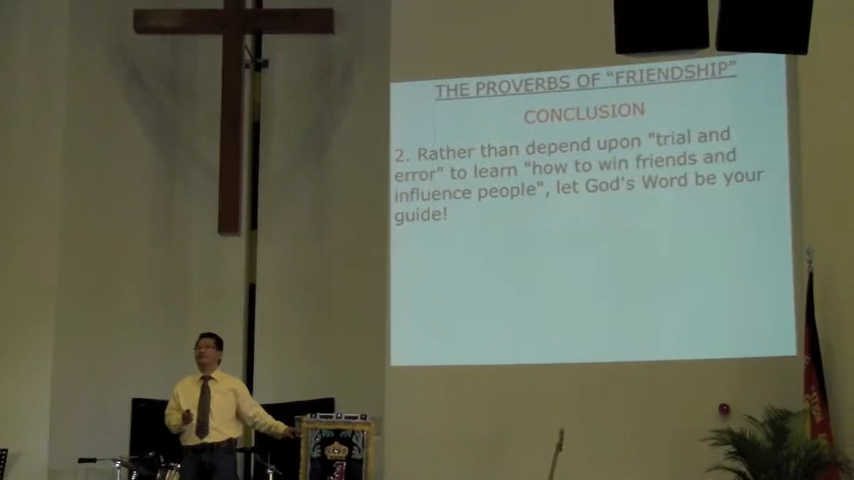 THE PROVERBS OF "FRIENDSHIP"
CONCLUSION
2. Rather than depend upon "trial and
error" to learn "how to win friends and
influence people", let God's Word be your
guide!